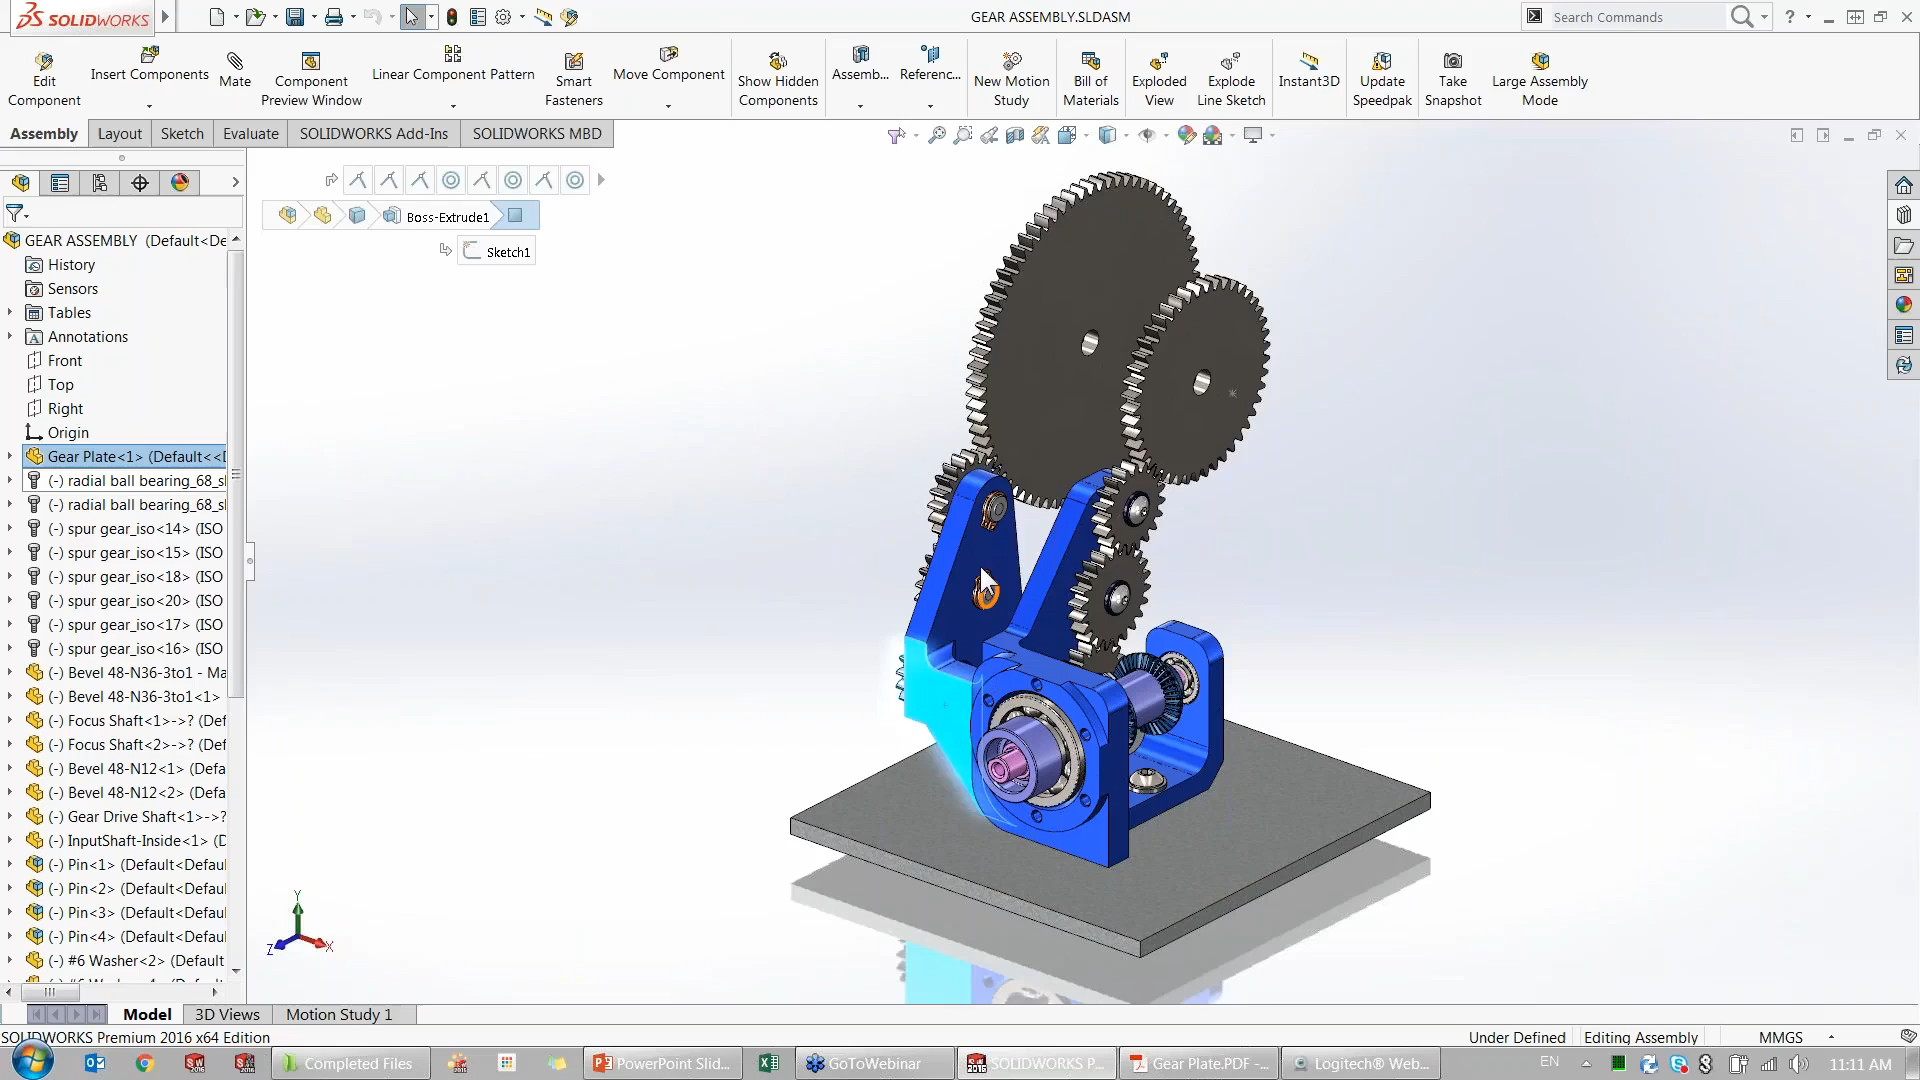 SOLIDWORKS
GEAR ASSEMBLY.SLDASM
Search Commands
?
Edit Component
Insert Components
Mate
Component Preview Window
Linear Component Pattern
Smart Fasteners
Move Component
Show Hidden Components
Assemb...
Referenc...
New Motion Study
Bill of Materials
Exploded View
Explode Line Sketch
Instant3D
Update Speedpak
Take Snapshot
Large Assembly Mode
Assembly
Layout
Sketch
Evaluate
SOLIDWORKS Add-Ins
SOLIDWORKS MBD
Boss-Extrude1
Sketch1
GEAR ASSEMBLY (Default<De
History
Sensors
Tables
Annotations
Front
Top
Right
Origin
Gear Plate<1> (Default<<D
(-) radial ball bearing_68_s
(-) radial ball bearing_68_s
(-) spur gear_iso<14> (ISO
(-) spur gear_iso<15> (ISO
(-) spur gear_iso<18> (ISO
(-) spur gear_iso<20> (ISO
(-) spur gear_iso<17> (ISO
(-) spur gear_iso<16> (ISO
(-) Bevel 48-N36-3to1 - Ma
(-) Bevel 48-N36-3to1<1>
(-) Focus Shaft<1>->? (Def
(-) Focus Shaft<2>->? (Def
(-) Bevel 48-N12<1> (Defa
(-) Bevel 48-N12<2> (Defa
(-) Gear Drive Shaft<1>->?
(-) InputShaft-Inside<1> (D
(-) Pin<1> (Default<Defaul
(-) Pin<2> (Default<Defaul
(-) Pin<3> (Default<Defaul
(-) Pin<4> (Default<Defaul
(-) #6 Washer<2> (Default
Y
Z
X
Model
3D Views
Motion Study 1
SOLIDWORKS Premium 2016 x64 Edition
Under Defined
Editing Assembly
MMGS
Completed Files
PowerPoint Slid...
GoToWebinar
SOLIDWORKS P...
Gear Plate.PDF -...
Logitech® Web...
EN
11:11 AM